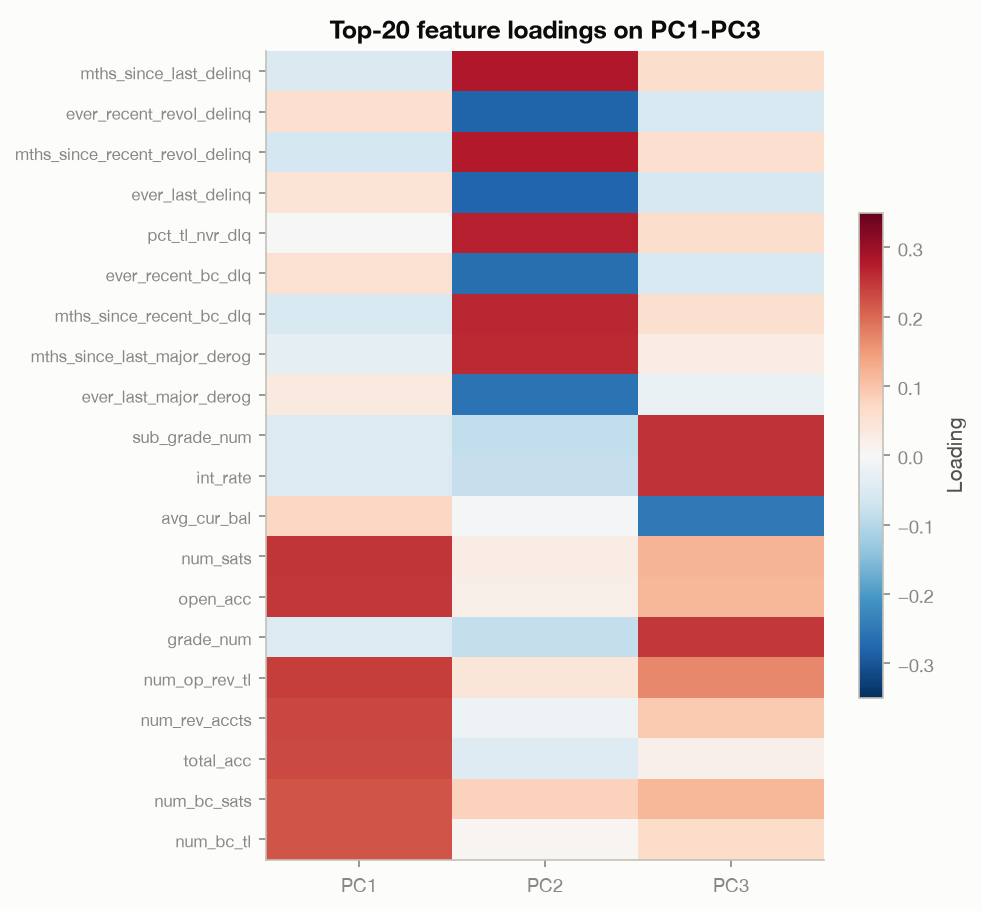 Top-20 feature loadings on PC1-PC3
mths_since_last_delinq
ever_recent_revol_delinq
mths_since_recent_revol_delinq
ever_last_delinq
pct_tl_nvr_dlq
ever_recent_bc_dlq
mths_since_recent_bc_dlq
mths_since_last_major_derog
ever_last_major_derog
sub_grade_num
int_rate
avg_cur_bal
num_sats
open_acc
grade_num
num_op_rev_tl
num_rev_accts
total_acc
num_bc_sats
num_bc_tl
PC1
PC2
PC3
0.3
0.2
0.1
0.0
−0.1
−0.2
−0.3
Loading